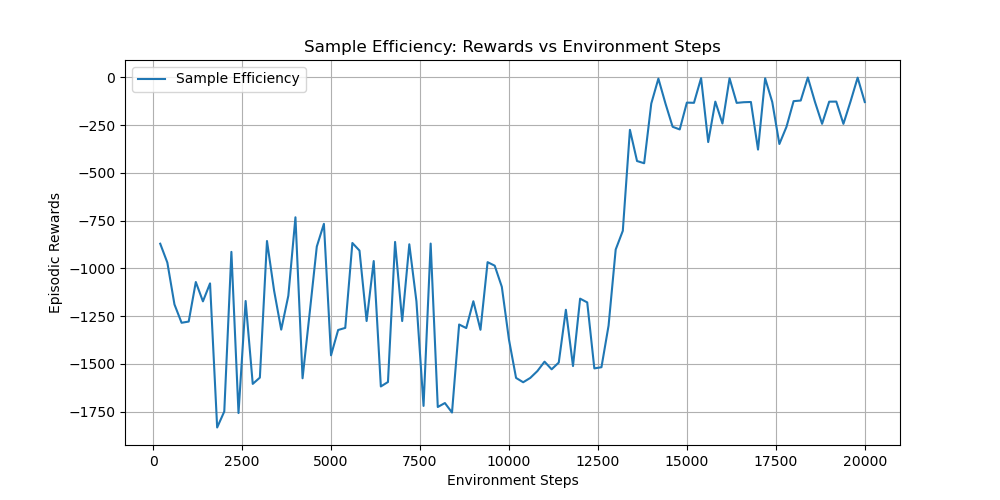 Sample Efficiency: Rewards vs Environment Steps
Sample Efficiency
0
−250
−500
−750
−1000
−1250
−1500
−1750
Episodic Rewards
0 2500 5000 7500 10000 12500 15000 17500 20000
Environment Steps